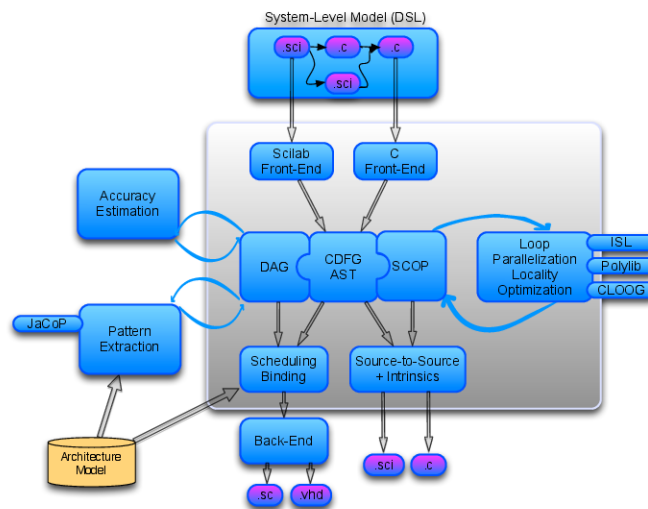 System-Level Model (DSL)
.sci
.c
.c
.sci
Scilab
Front-End
C
Front-End
Accuracy
Estimation
DAG
CDFG
AST
SCOP
Loop
Parallelization
Locality
Optimization
ISL
Polylib
CLOOG
JaCoP
Pattern
Extraction
Scheduling
Binding
Source-to-Source
+ Intrinsics
Architecture
Model
Back-End
.sci
.c
.sc
.vhd